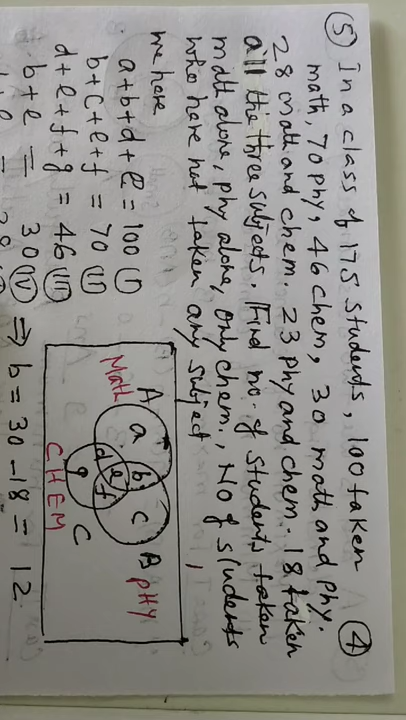 ⑤ In a class of 175 students, 100 taken ④
math, 70 phy, 46 chem, 30 math and phy.
28 math and chem. 23 phy and chem. 18 taken
all the three subjects. Find no. of students taken
math alone, phy alone, only chem., No of students
who have not taken any subject
we have
a+b+d+e = 100 (I)
b+c+e+f = 70 (II)
d+e+f+g = 46 (III)
b+e = 30 (IV) ⇒ b = 30 - 18 = 12
A
Math
a
b
c
d
e
f
g
B
PHY
C
CHEM